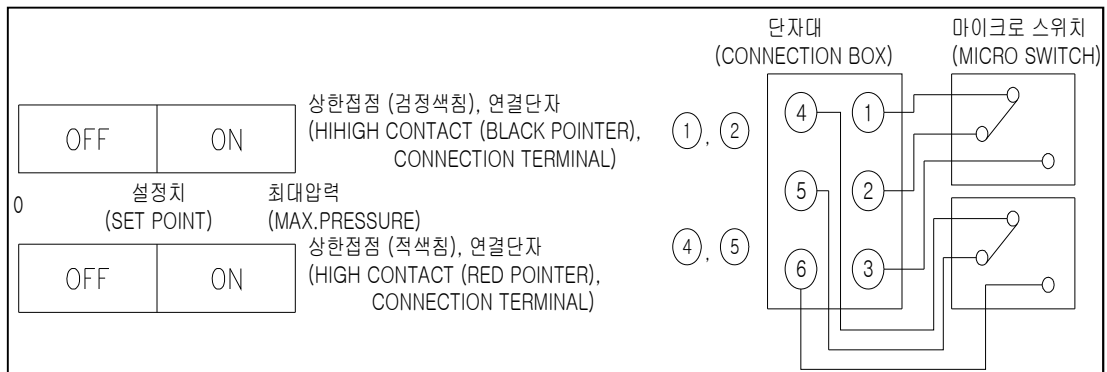 단자대
(CONNECTION BOX)
마이크로 스위치
(MICRO SWITCH)
OFF
ON
상한접점 (검정색침), 연결단자
(HIHIGH CONTACT (BLACK POINTER),
CONNECTION TERMINAL)
①, ②
0
설정치
(SET POINT)
최대압력
(MAX.PRESSURE)
OFF
ON
상한접점 (적색침), 연결단자
(HIGH CONTACT (RED POINTER),
CONNECTION TERMINAL)
④, ⑤
④
①
⑤
②
⑥
③